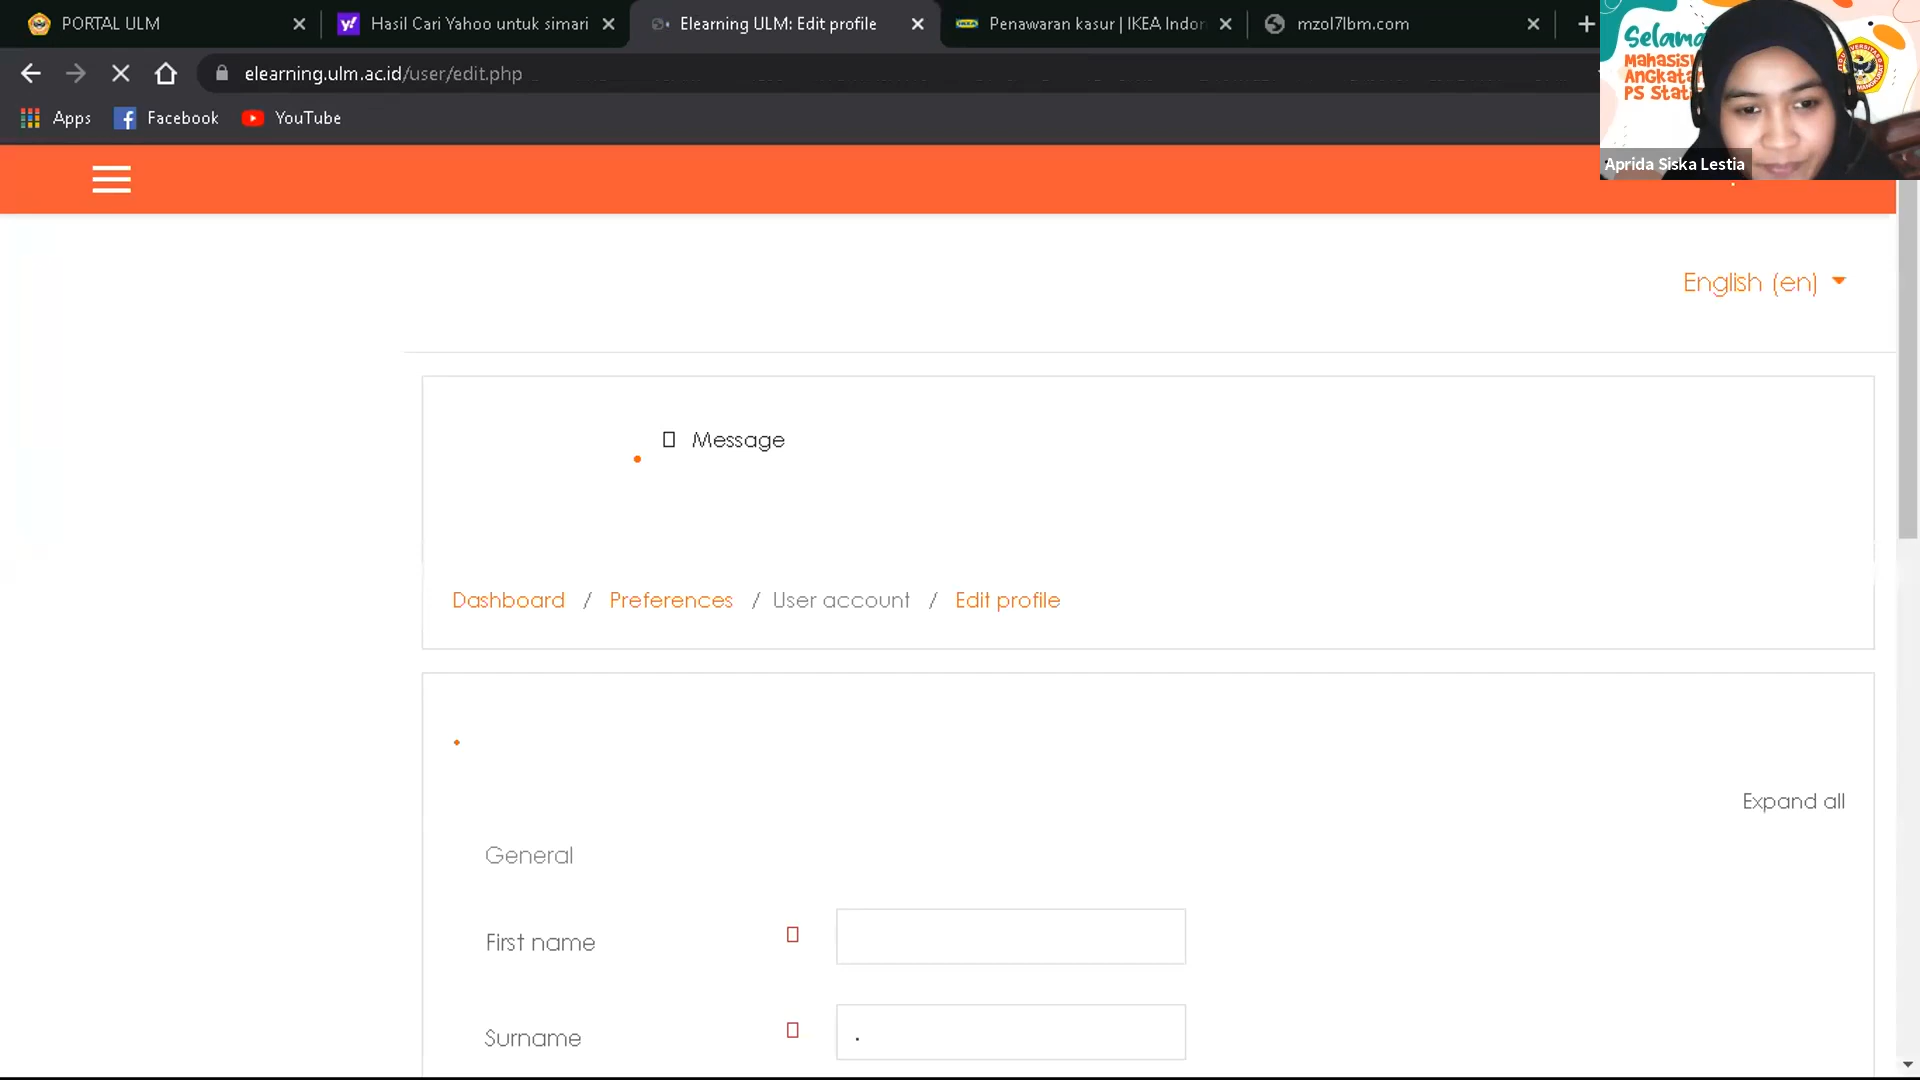 PORTAL ULM
Hasil Cari Yahoo untuk simari
Elearning ULM: Edit profile
Penawaran kasur | IKEA Indon
mzol7lbm.com
elearning.ulm.ac.id/user/edit.php
Apps
Facebook
YouTube
Selama
Mahasis
Angkata
PS Stat
Aprida Siska Lestia
English (en)
Message
Dashboard / Preferences / User account / Edit profile
Expand all
General
First name
Surname
.